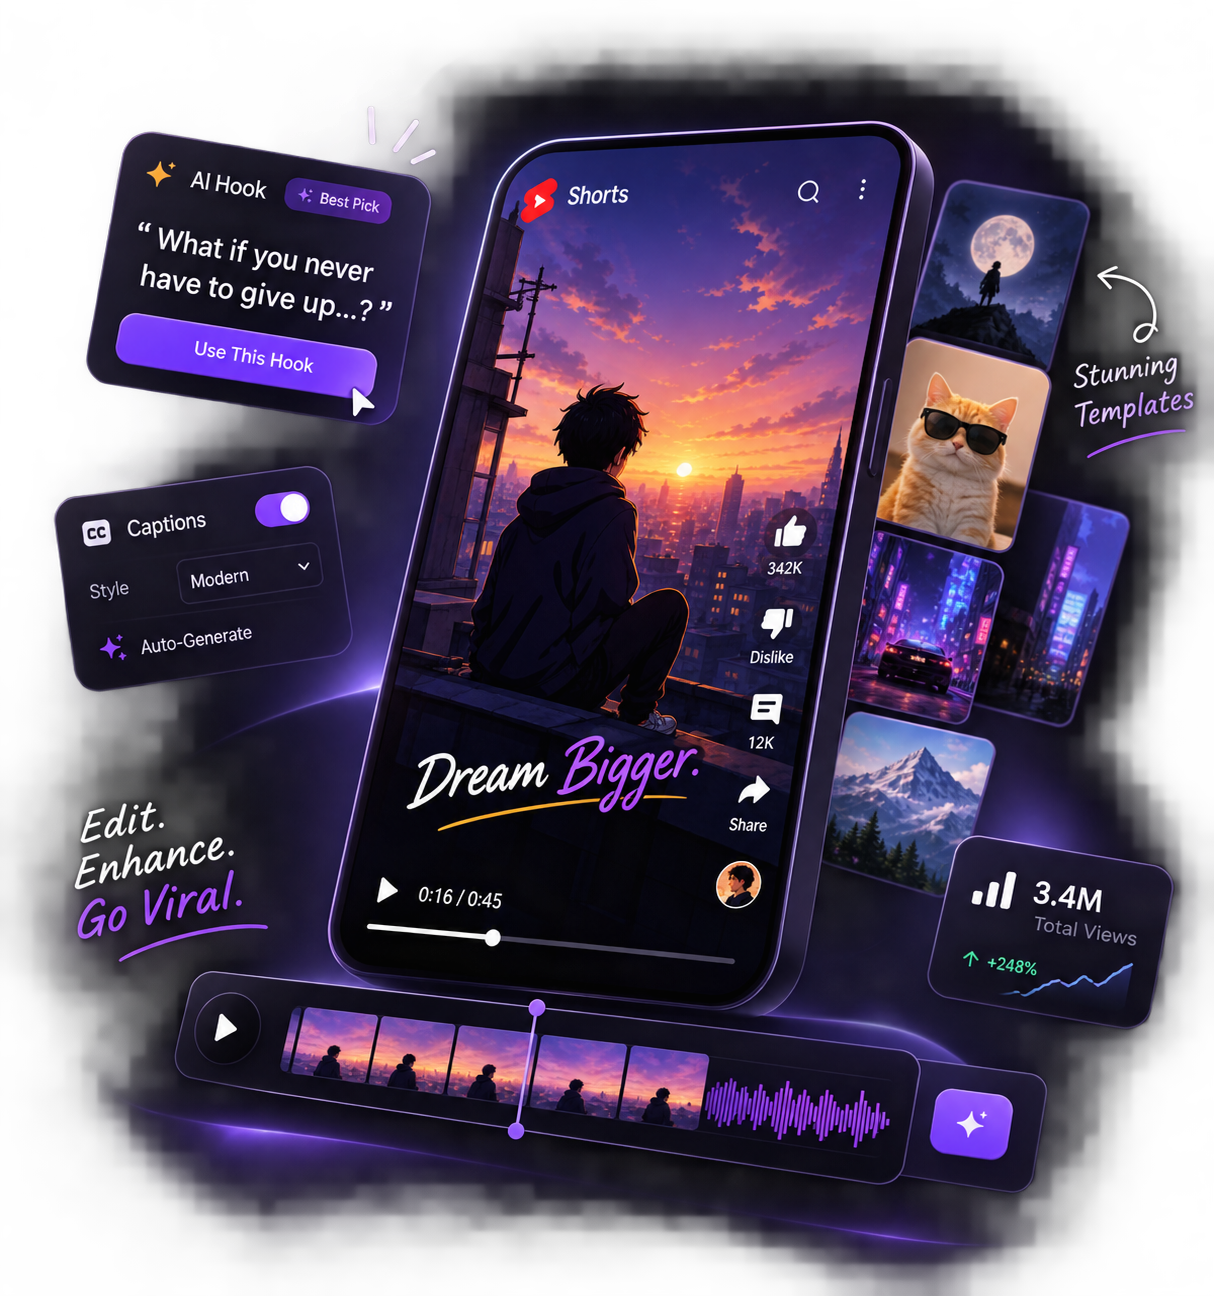 AI Hook
Best Pick
“ What if you never
have to give up...? ”
Use This Hook
CC
Captions
Style
Modern
Auto-Generate
Edit.
Enhance.
Go Viral.
Shorts
342K
Dislike
12K
Share
Dream Bigger.
0:16 / 0:45
Stunning
Templates
3.4M
Total Views
+248%